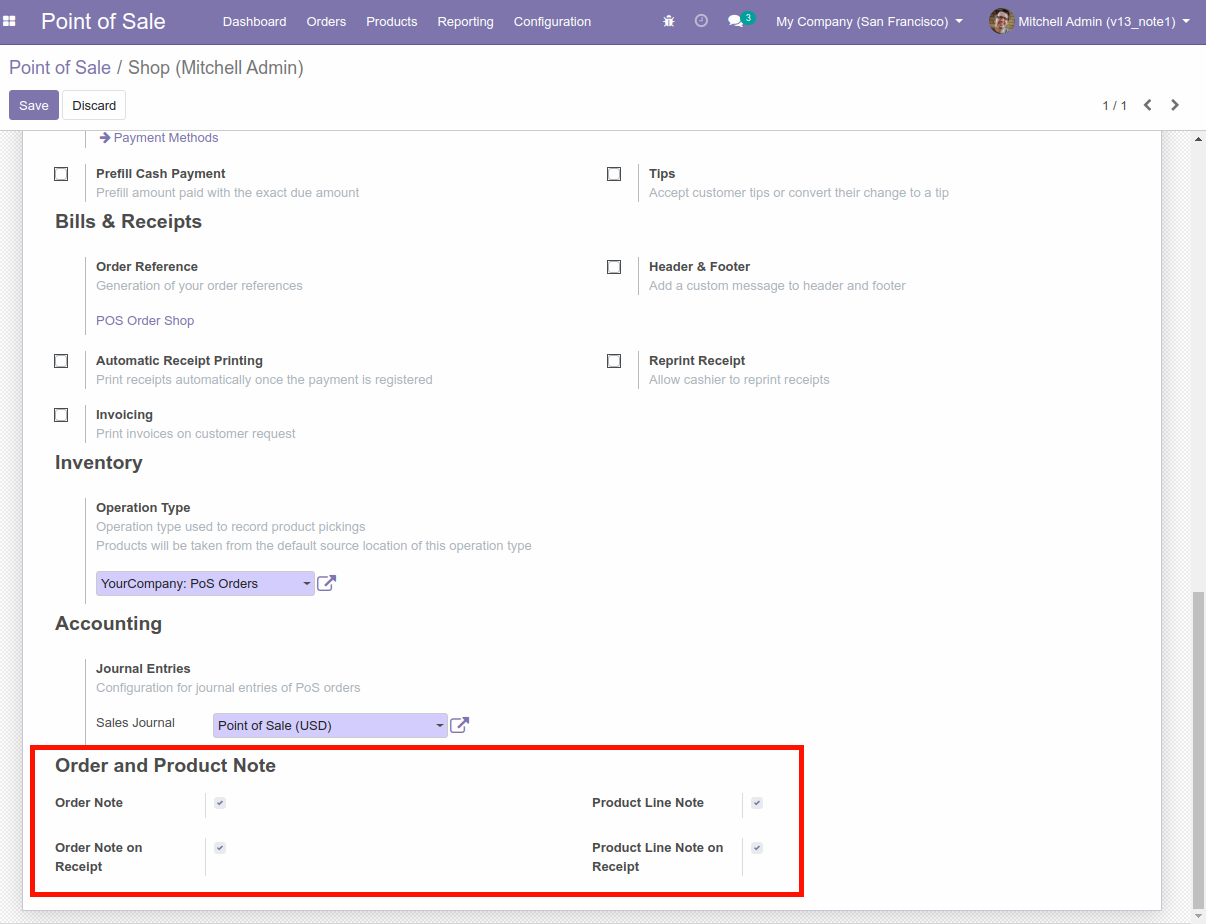 Point of Sale Dashboard Orders Products Reporting Configuration 3 My Company (San Francisco) Mitchell Admin (v13_note1)
Point of Sale / Shop (Mitchell Admin)
Save Discard 1 / 1
Payment Methods
Prefill Cash Payment
Prefill amount paid with the exact due amount
Tips
Accept customer tips or convert their change to a tip
Bills & Receipts
Order Reference
Generation of your order references
POS Order Shop
Header & Footer
Add a custom message to header and footer
Automatic Receipt Printing
Print receipts automatically once the payment is registered
Reprint Receipt
Allow cashier to reprint receipts
Invoicing
Print invoices on customer request
Inventory
Operation Type
Operation type used to record product pickings
Products will be taken from the default source location of this operation type
YourCompany: PoS Orders
Accounting
Journal Entries
Configuration for journal entries of PoS orders
Sales Journal Point of Sale (USD)
Order and Product Note
Order Note
Product Line Note
Order Note on
Receipt
Product Line Note on
Receipt